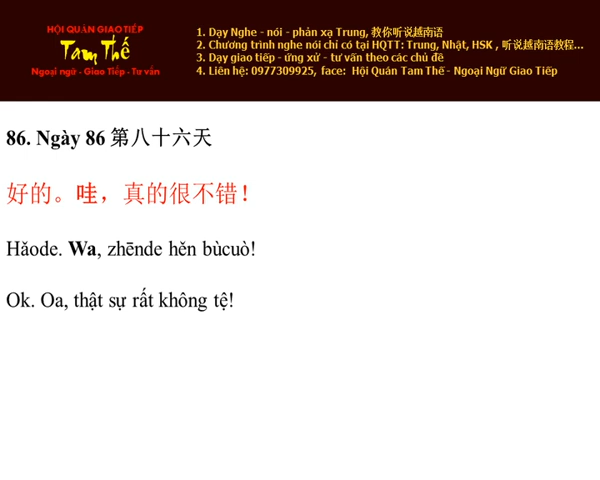 HỘI QUÁN GIAO TIẾP
Tam Thế
Ngoại ngữ - Giao Tiếp - Tư vấn
1. Dạy Nghe - nói - phản xạ Trung, 教你听说越南语
2. Chương trình nghe nói chỉ có tại HQTT: Trung, Nhật, HSK , 听说越南语教程...
3. Dạy giao tiếp - ứng xử - tư vấn theo các chủ đề
4. Liên hệ: 0977309925, face: Hội Quán Tam Thế - Ngoại Ngữ Giao Tiếp
86. Ngày 86 第八十六天
好的。哇，真的很不错！
Hǎode. Wa, zhēnde hěn bùcuò!
Ok. Oa, thật sự rất không tệ!